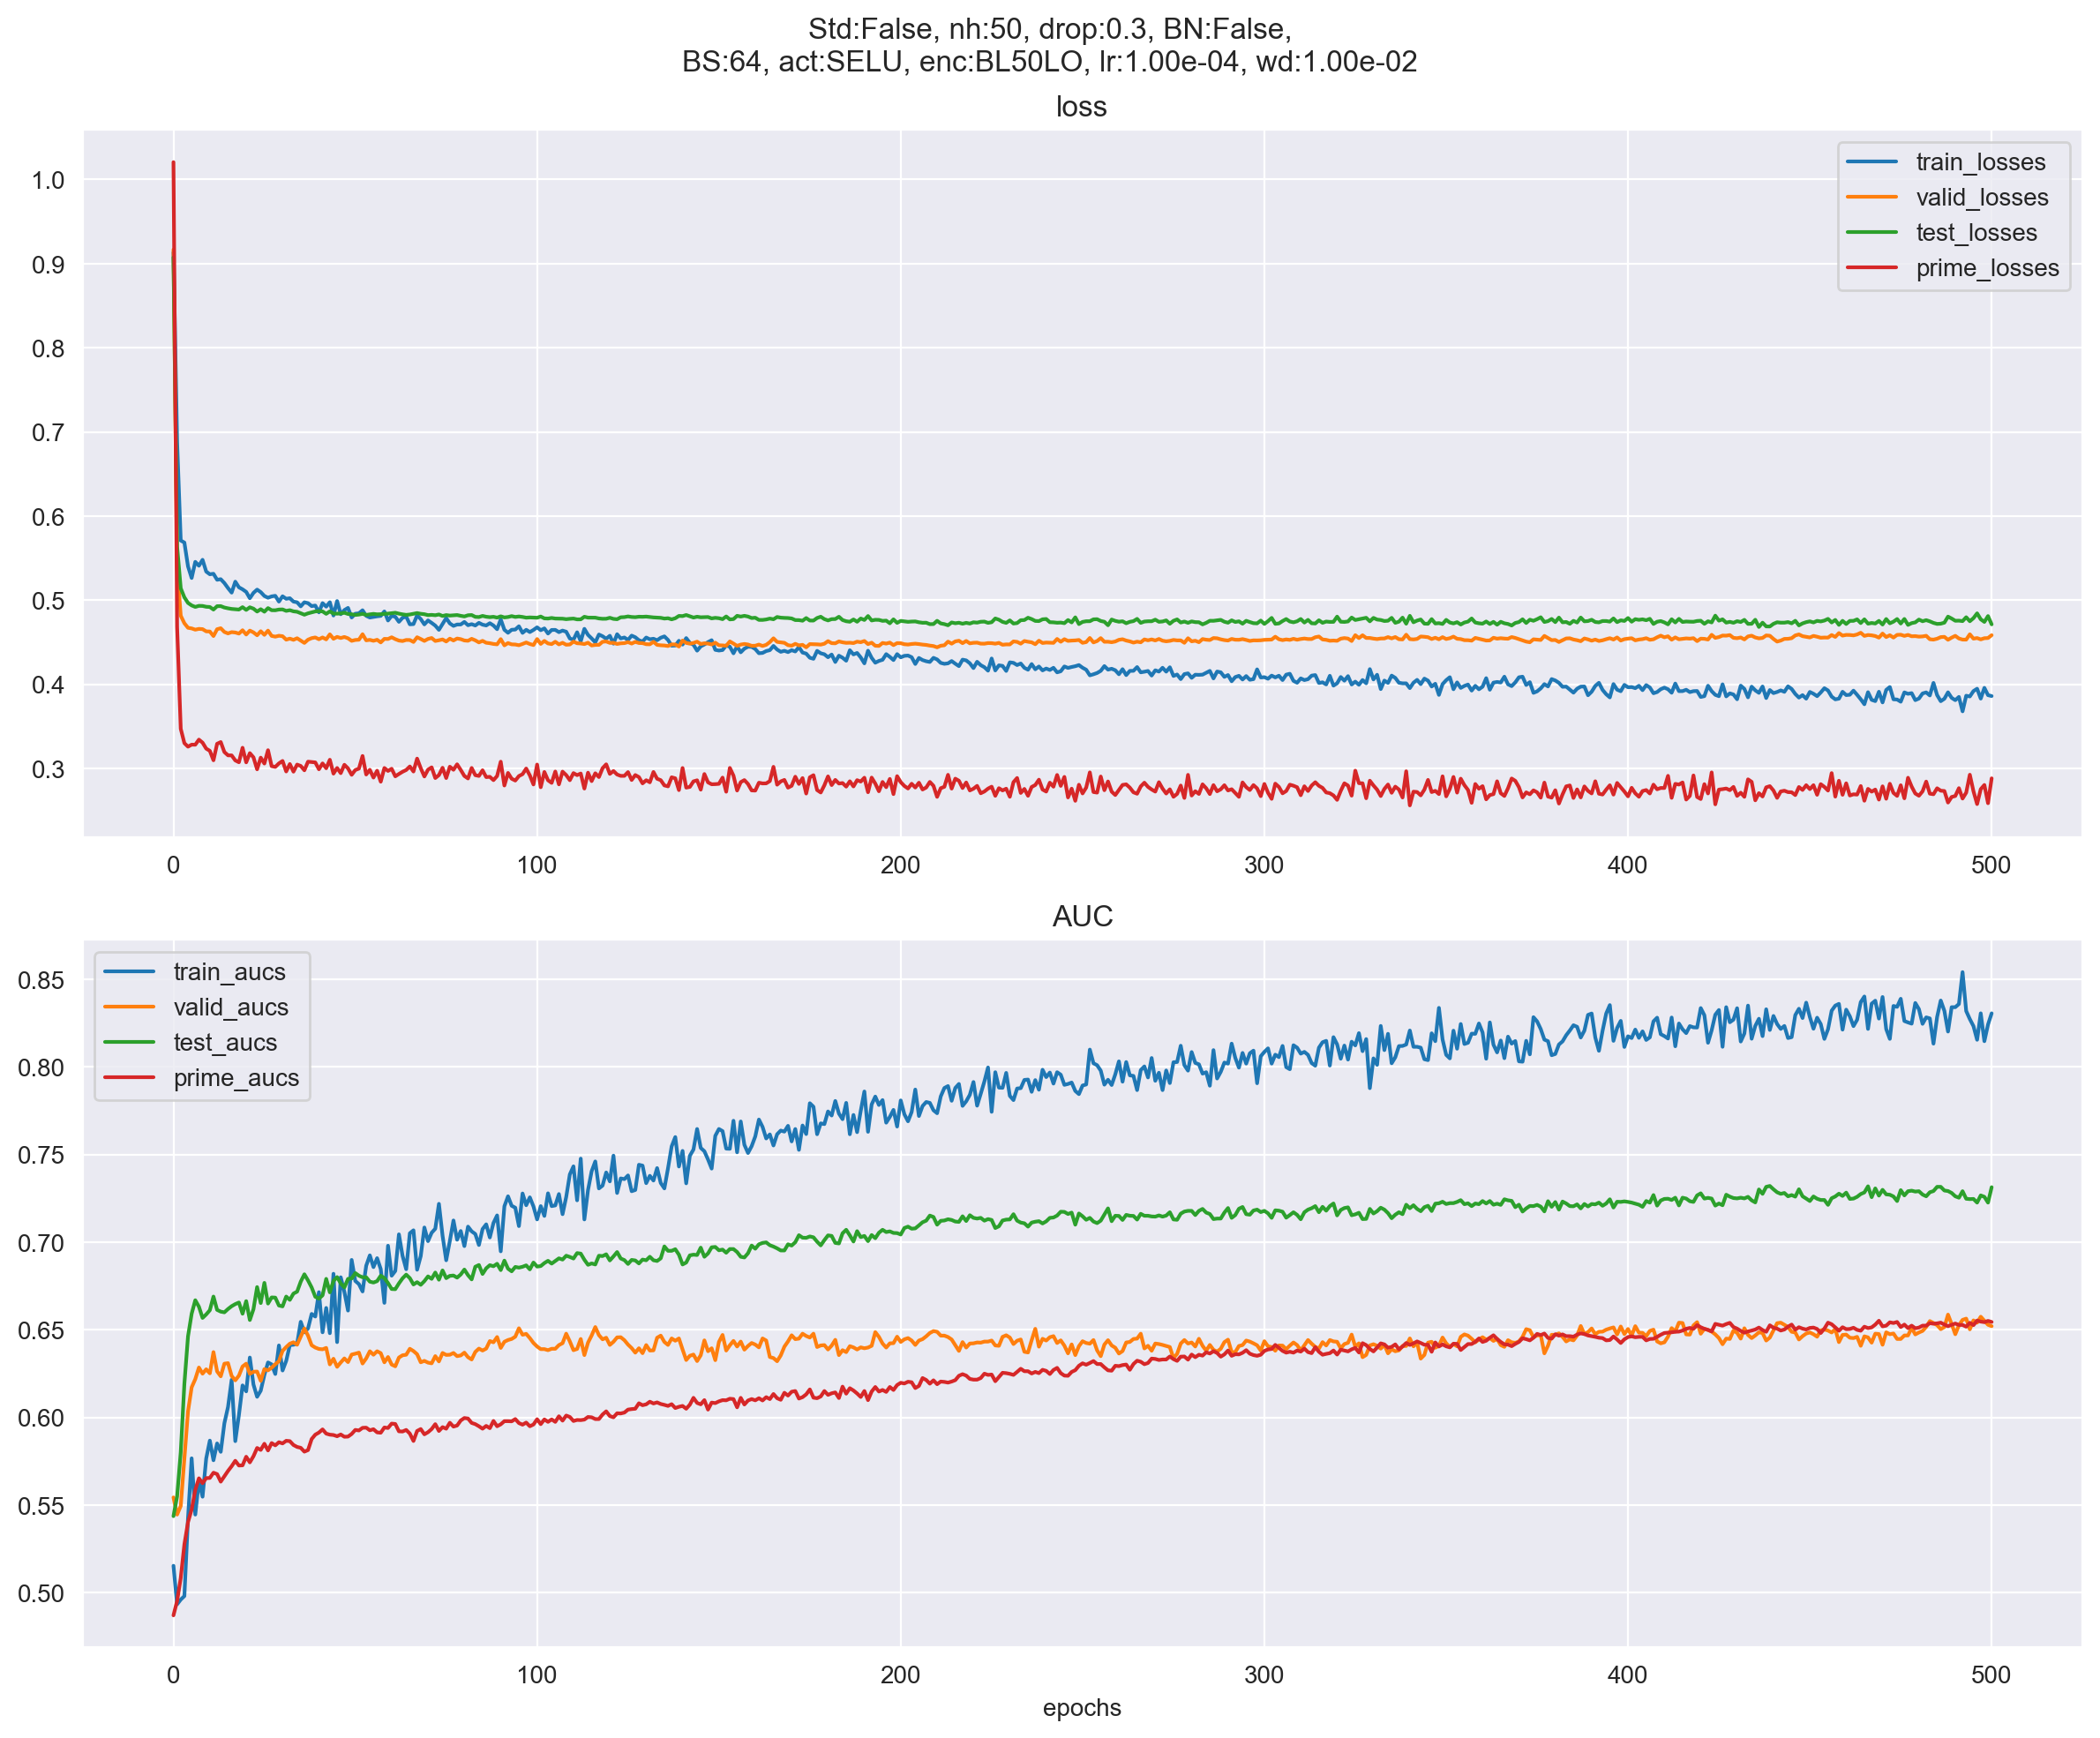 Std:False, nh:50, drop:0.3, BN:False,
BS:64, act:SELU, enc:BL50LO, lr:1.00e-04, wd:1.00e-02
loss
1.0
0.9
0.8
0.7
0.6
0.5
0.4
0.3
train_losses
valid_losses
test_losses
prime_losses
0 100 200 300 400 500
AUC
0.85
0.80
0.75
0.70
0.65
0.60
0.55
0.50
train_aucs
valid_aucs
test_aucs
prime_aucs
0 100 200 300 400 500
epochs